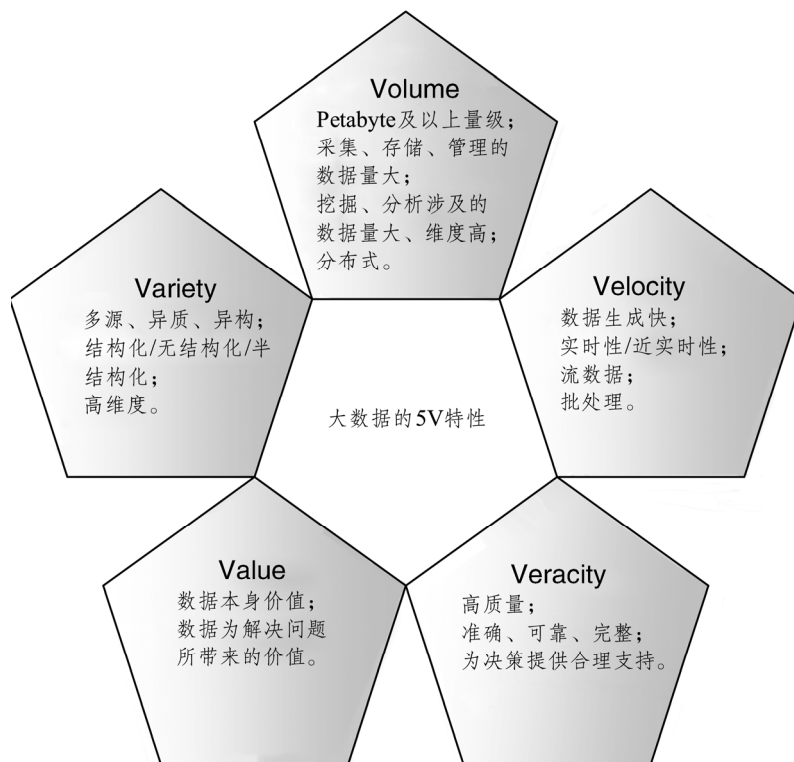 Volume
Petabyte及以上量级；
采集、存储、管理的
数据量大；
挖掘、分析涉及的
数据量大、维度高；
分布式。
Variety
多源、异质、异构；
结构化/无结构化/半
结构化；
高维度。
Velocity
数据生成快；
实时性/近实时性；
流数据；
批处理。
大数据的5V特性
Value
数据本身价值；
数据为解决问题
所带来的价值。
Veracity
高质量；
准确、可靠、完整；
为决策提供合理支持。